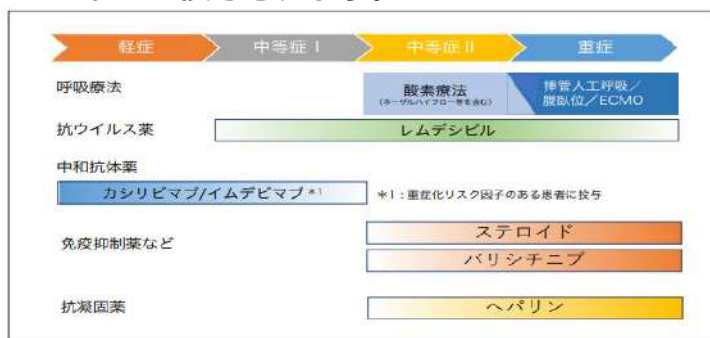 軽症 中等症 I 中等症 II 重症
呼吸療法
酸素療法
(ネーザルハイフロー等を含む)
挿管人工呼吸／
腹臥位／ECMO
抗ウイルス薬
レムデシビル
中和抗体薬
カシリビマブ/イムデビマブ *1
*1：重症化リスク因子のある患者に投与
免疫抑制薬など
ステロイド
バリシチニブ
抗凝固薬
ヘパリン